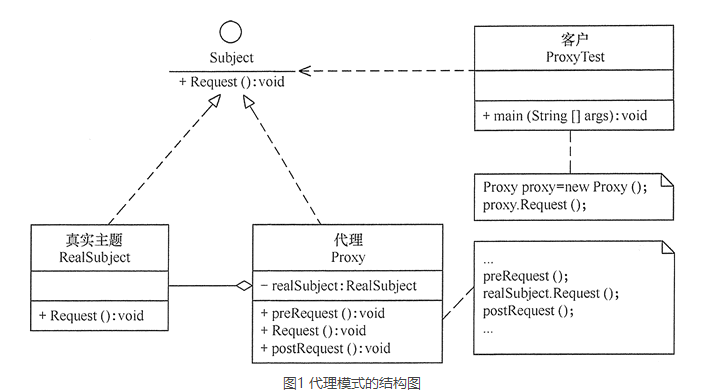 Subject
+ Request ():void
客户
ProxyTest
+ main (String [] args):void
Proxy proxy=new Proxy ();
proxy.Request ();
真实主题
RealSubject
+ Request ():void
代理
Proxy
− realSubject:RealSubject
+ preRequest ():void
+ Request ():void
+ postRequest ():void
...
preRequest ();
realSubject.Request ();
postRequest ();
...
图1 代理模式的结构图